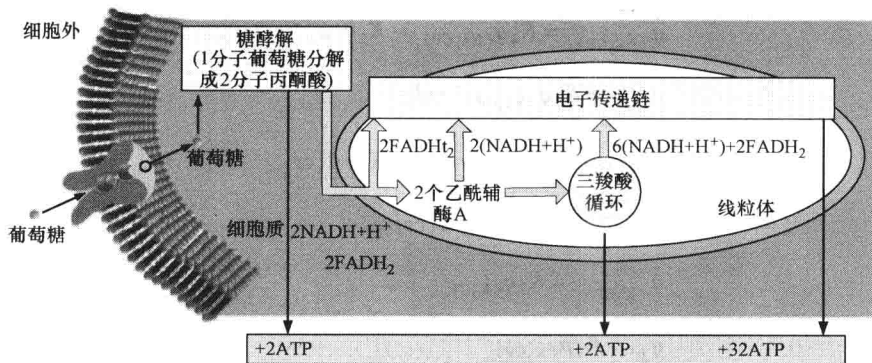 细胞外
糖酵解
(1分子葡萄糖分解
成2分子丙酮酸)
电子传递链
葡萄糖
2FADHt₂
2(NADH+H⁺)
6(NADH+H⁺)+2FADH₂
2个乙酰辅
酶A
三羧酸
循环
线粒体
葡萄糖
细胞质
2NADH+H⁺
2FADH₂
+2ATP
+2ATP
+32ATP